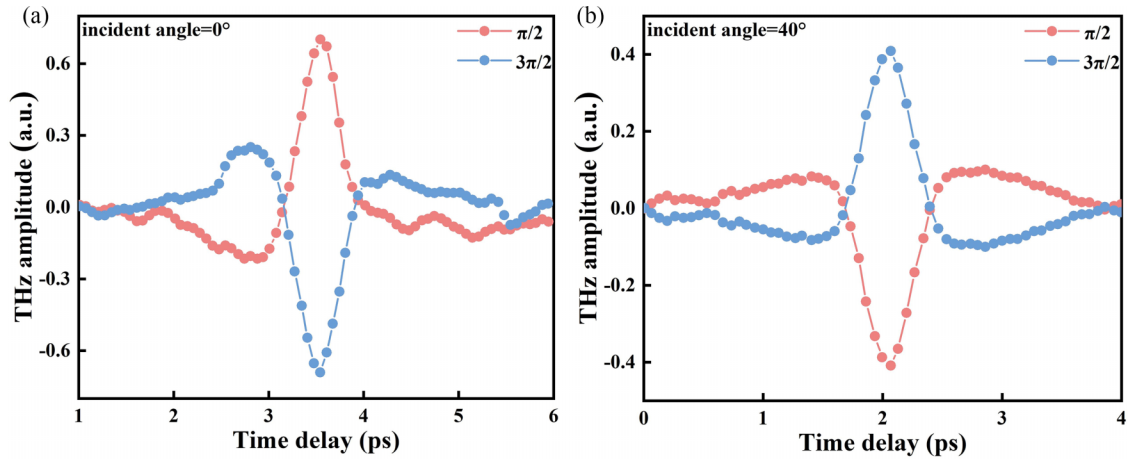 (a)
incident angle=0°
π/2
3π/2
0.6
0.3
0.0
-0.3
-0.6
THz amplitude (a.u.)
1 2 3 4 5 6
Time delay (ps)
(b)
incident angle=40°
π/2
3π/2
0.4
0.2
0.0
-0.2
-0.4
THz amplitude (a.u.)
0 1 2 3 4
Time delay (ps)